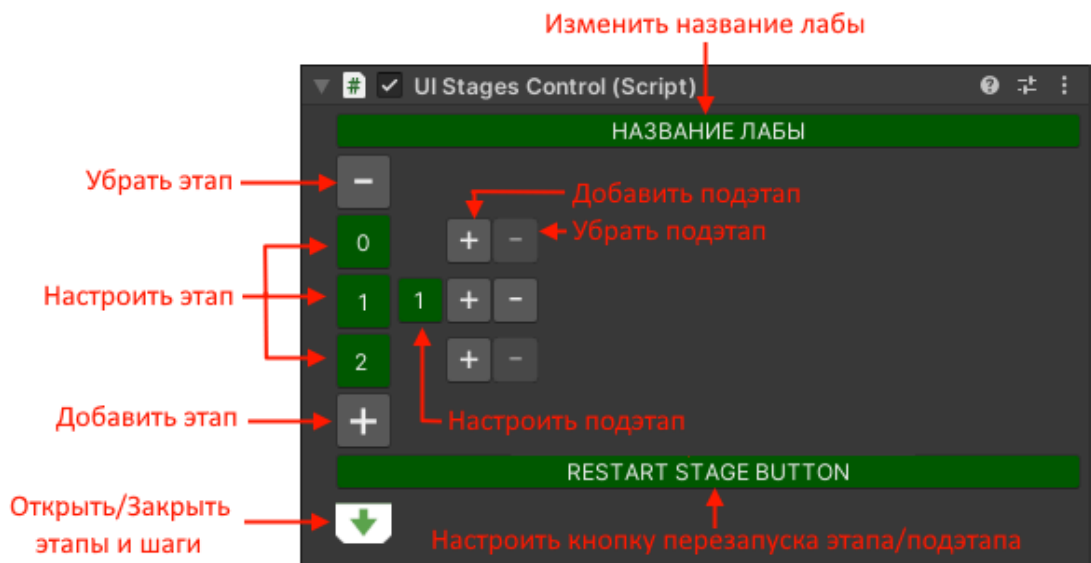 Изменить название лабы
# UI Stages Control (Script)
НАЗВАНИЕ ЛАБЫ
Убрать этап
−
Добавить подэтап
0 + −
Убрать подэтап
Настроить этап
1 1 + −
2 + −
Добавить этап
+
Настроить подэтап
RESTART STAGE BUTTON
Открыть/Закрыть
этапы и шаги
Настроить кнопку перезапуска этапа/подэтапа